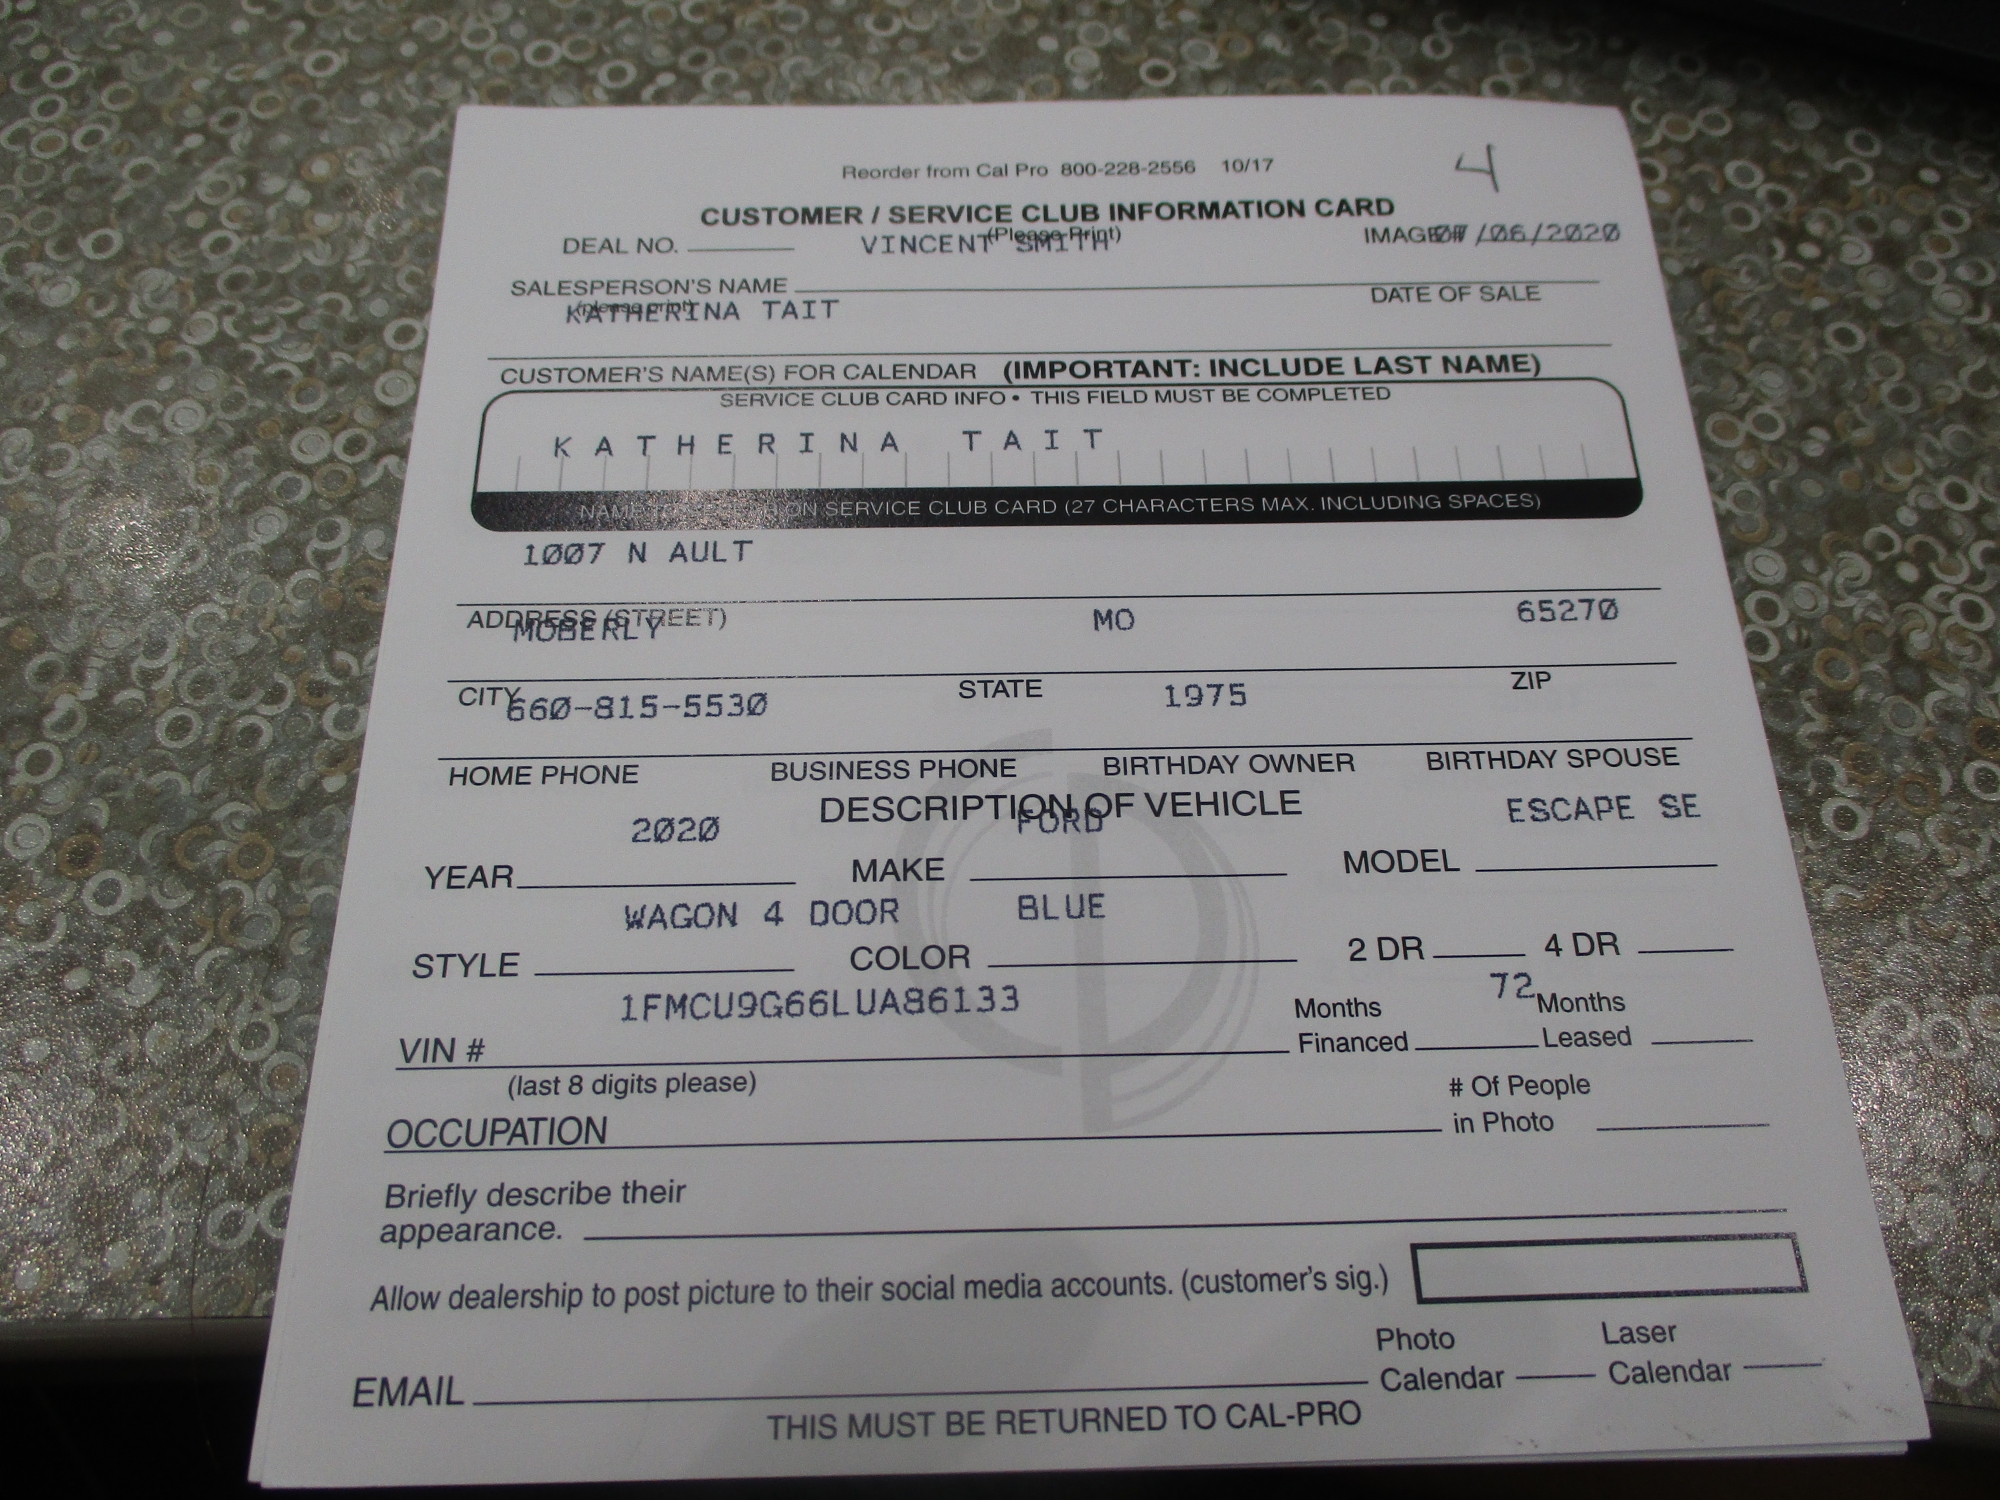 Reorder from Cal Pro 800-228-2556 10/17
4
CUSTOMER / SERVICE CLUB INFORMATION CARD
(Please Print)
DEAL NO. VINCENT SMITH IMAGE# 07/06/2020
SALESPERSON'S NAME DATE OF SALE
(please print)
KATHERINA TAIT
CUSTOMER'S NAME(S) FOR CALENDAR (IMPORTANT: INCLUDE LAST NAME)
SERVICE CLUB CARD INFO • THIS FIELD MUST BE COMPLETED
KATHERINA TAIT
NAME TO APPEAR ON SERVICE CLUB CARD (27 CHARACTERS MAX. INCLUDING SPACES)
1007 N AULT
ADDRESS (STREET)
MOBERLY MO 65270
CITY STATE ZIP
660-815-5530 1975
HOME PHONE BUSINESS PHONE BIRTHDAY OWNER BIRTHDAY SPOUSE
DESCRIPTION OF VEHICLE
2020 FORD ESCAPE SE
YEAR MAKE MODEL
WAGON 4 DOOR BLUE
STYLE COLOR 2 DR 4 DR
1FMCU9G66LUA86133 72
VIN # Months Financed Months Leased
(last 8 digits please)
OCCUPATION # Of People in Photo
Briefly describe their
appearance.
Allow dealership to post picture to their social media accounts. (customer's sig.)
EMAIL Photo Calendar Laser Calendar
THIS MUST BE RETURNED TO CAL-PRO